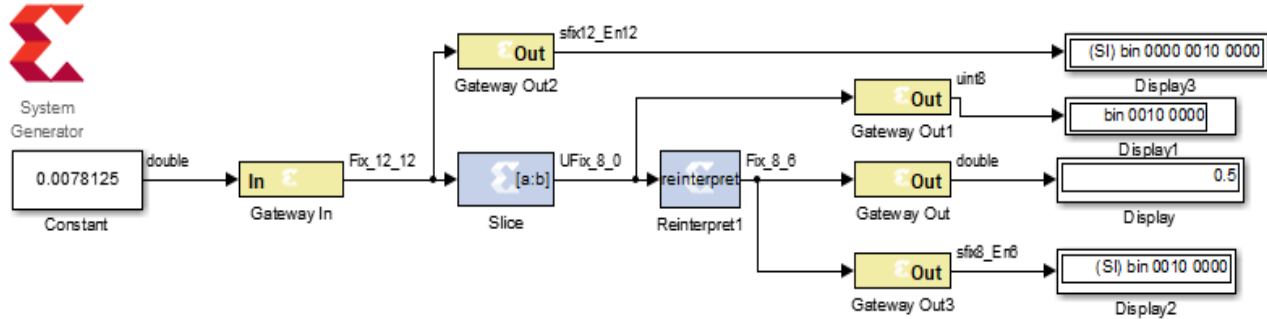 sfix12_En12
Out
Gateway Out2
(SI) bin 0000 0010 0000
Display3
System
Generator
uint8
Out
Gateway Out1
bin 0010 0000
Display1
0.0078125
Constant
double
In
Gateway In
Fix_12_12
[a:b]
Slice
UFix_8_0
reinterpret
Reinterpret1
Fix_8_6
Out
Gateway Out
double
0.5
Display
sfix8_En6
Out
Gateway Out3
(SI) bin 0010 0000
Display2